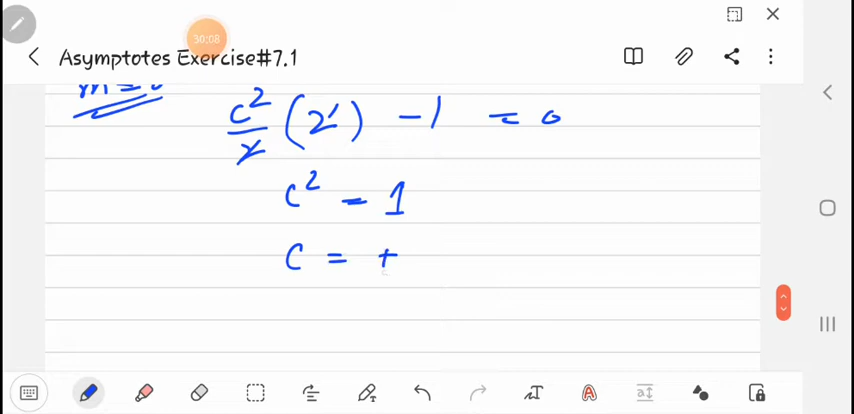 30:08
Asymptotes Exercise#7.1
c²/2 (2) - 1 = 0
c² = 1
c = +